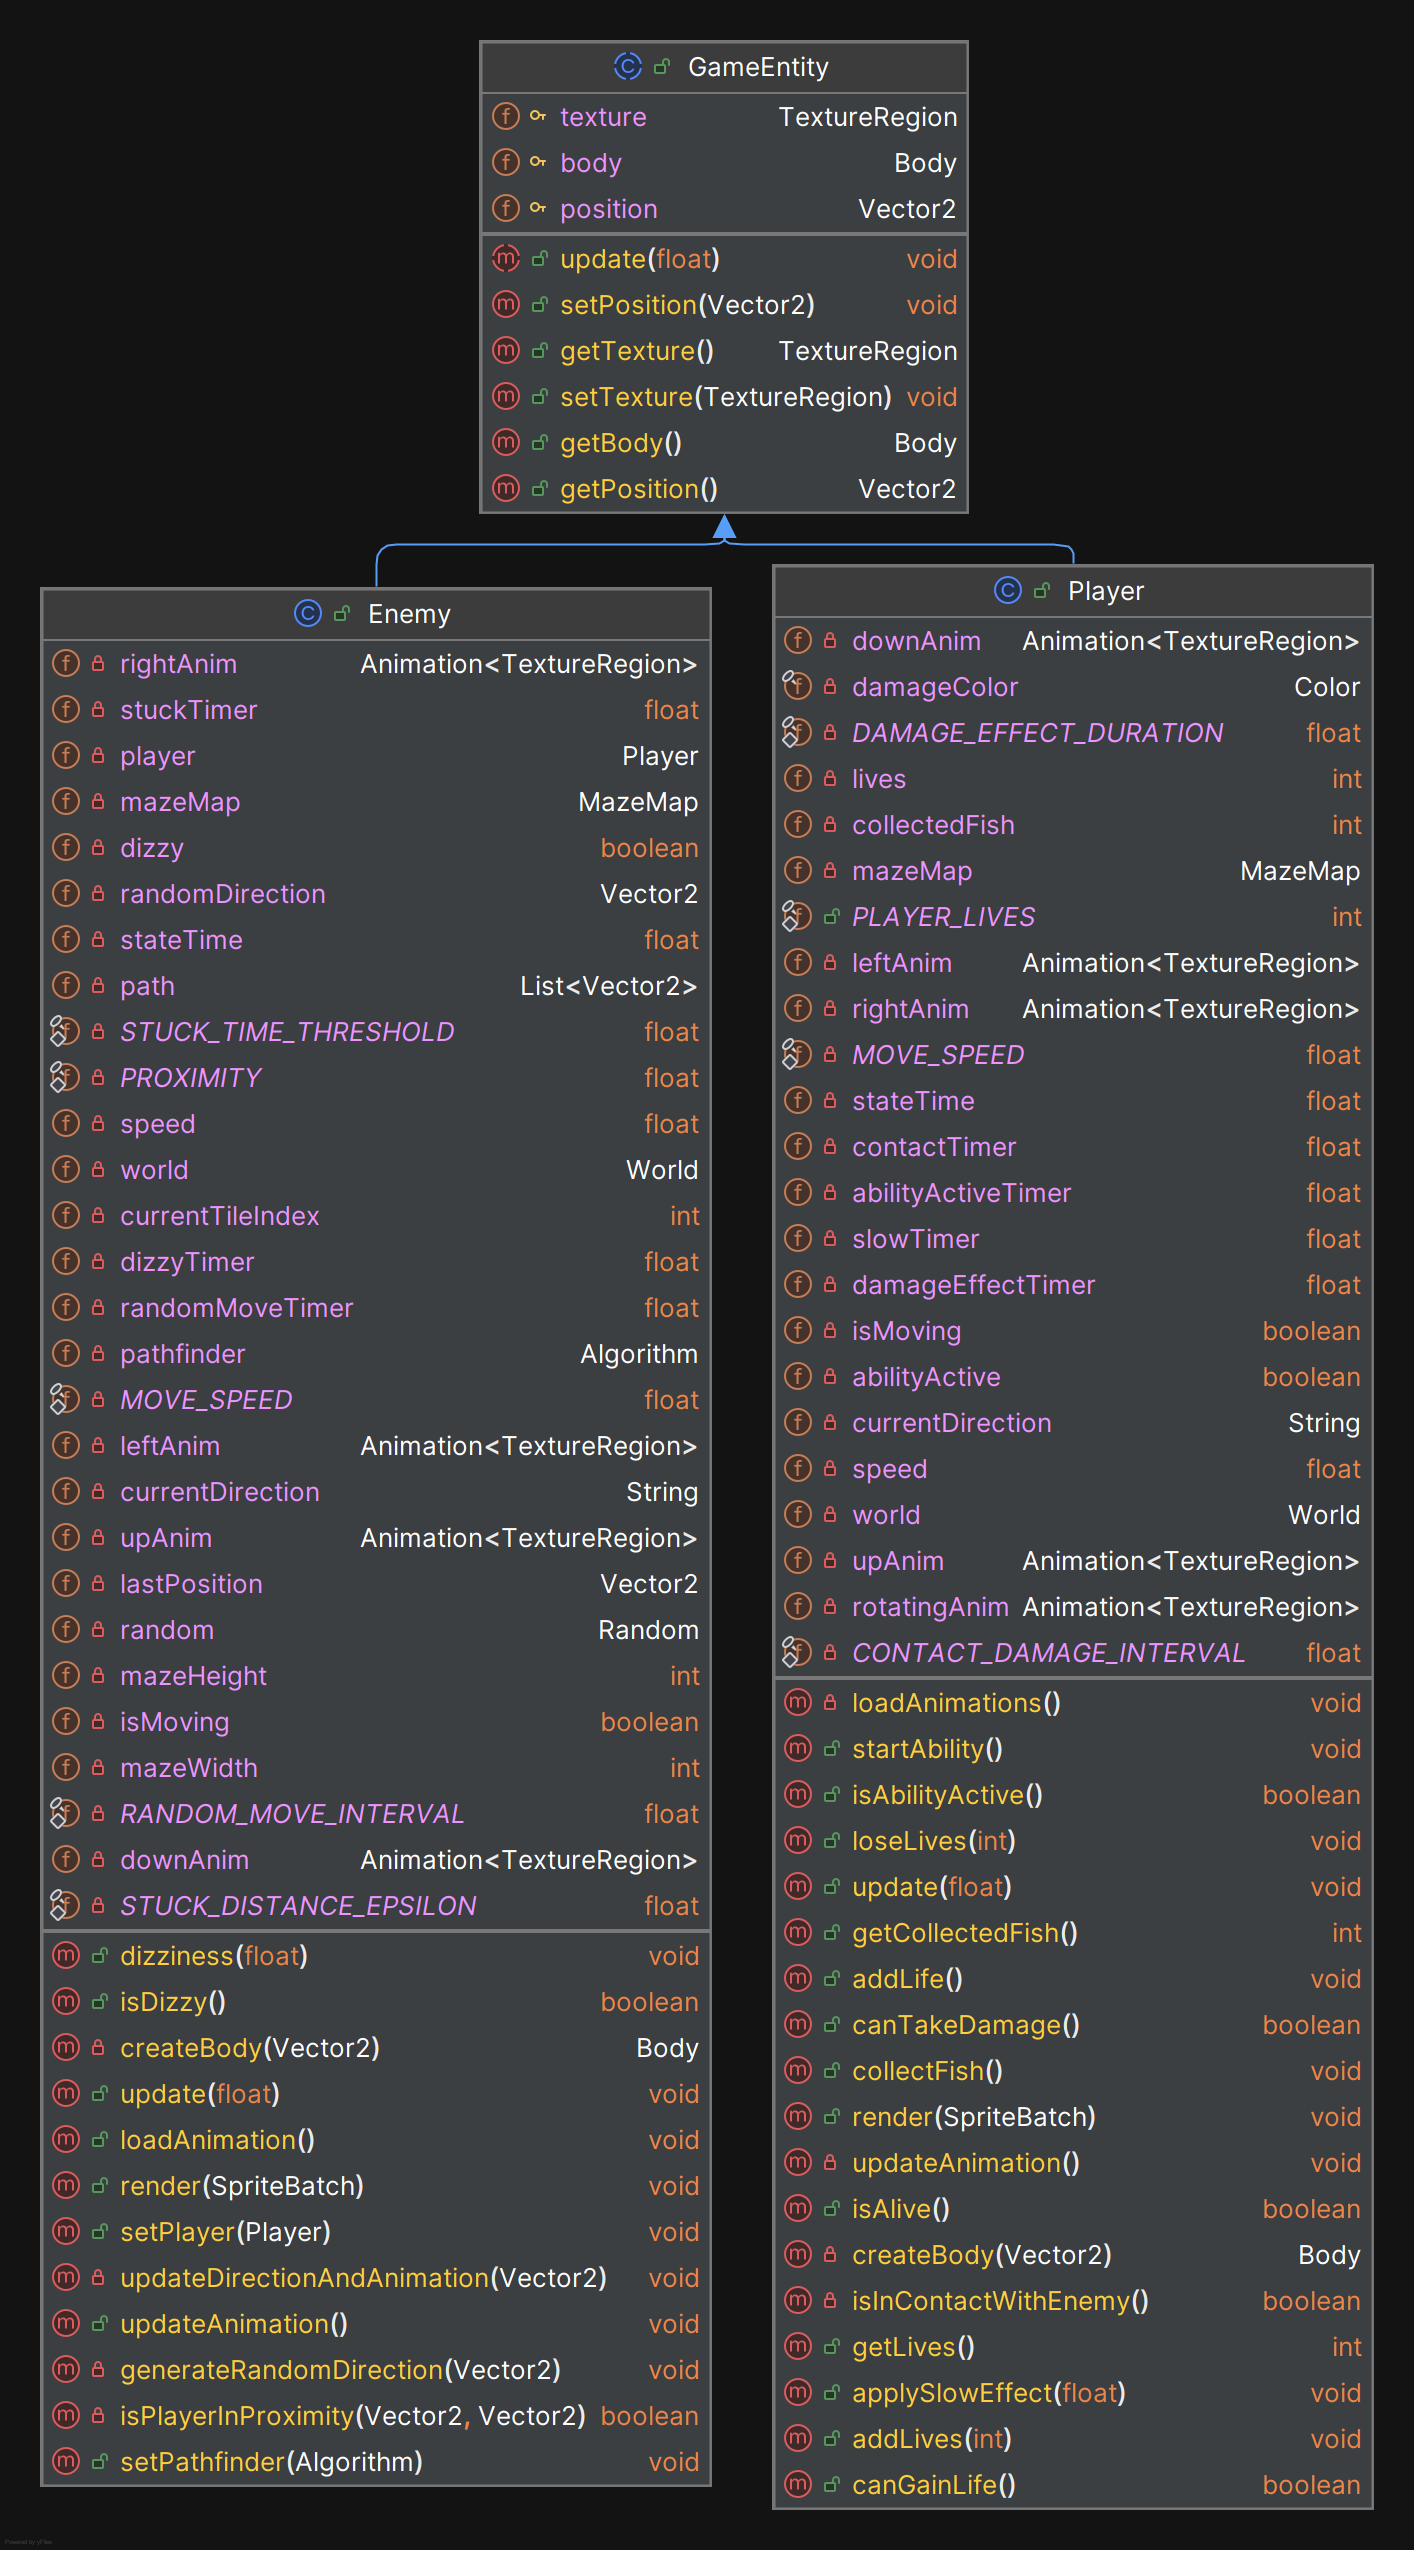 GameEntity
texture TextureRegion
body Body
position Vector2
update(float) void
setPosition(Vector2) void
getTexture() TextureRegion
setTexture(TextureRegion) void
getBody() Body
getPosition() Vector2
Enemy
rightAnim Animation<TextureRegion>
stuckTimer float
player Player
mazeMap MazeMap
dizzy boolean
randomDirection Vector2
stateTime float
path List<Vector2>
STUCK_TIME_THRESHOLD float
PROXIMITY float
speed float
world World
currentTileIndex int
dizzyTimer float
randomMoveTimer float
pathfinder Algorithm
MOVE_SPEED float
leftAnim Animation<TextureRegion>
currentDirection String
upAnim Animation<TextureRegion>
lastPosition Vector2
random Random
mazeHeight int
isMoving boolean
mazeWidth int
RANDOM_MOVE_INTERVAL float
downAnim Animation<TextureRegion>
STUCK_DISTANCE_EPSILON float
dizziness(float) void
isDizzy() boolean
createBody(Vector2) Body
update(float) void
loadAnimation() void
render(SpriteBatch) void
setPlayer(Player) void
updateDirectionAndAnimation(Vector2) void
updateAnimation() void
generateRandomDirection(Vector2) void
isPlayerInProximity(Vector2, Vector2) boolean
setPathfinder(Algorithm) void
Player
downAnim Animation<TextureRegion>
damageColor Color
DAMAGE_EFFECT_DURATION float
lives int
collectedFish int
mazeMap MazeMap
PLAYER_LIVES int
leftAnim Animation<TextureRegion>
rightAnim Animation<TextureRegion>
MOVE_SPEED float
stateTime float
contactTimer float
abilityActiveTimer float
slowTimer float
damageEffectTimer float
isMoving boolean
abilityActive boolean
currentDirection String
speed float
world World
upAnim Animation<TextureRegion>
rotatingAnim Animation<TextureRegion>
CONTACT_DAMAGE_INTERVAL float
loadAnimations() void
startAbility() void
isAbilityActive() boolean
loseLives(int) void
update(float) void
getCollectedFish() int
addLife() void
canTakeDamage() boolean
collectFish() void
render(SpriteBatch) void
updateAnimation() void
isAlive() boolean
createBody(Vector2) Body
isInContactWithEnemy() boolean
getLives() int
applySlowEffect(float) void
addLives(int) void
canGainLife() boolean
Powered by yFiles